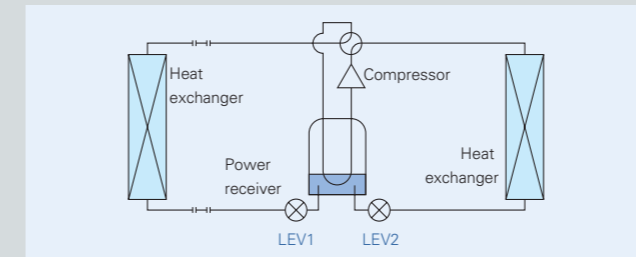 Heat
exchanger
Compressor
Power
receiver
Heat
exchanger
LEV1
LEV2